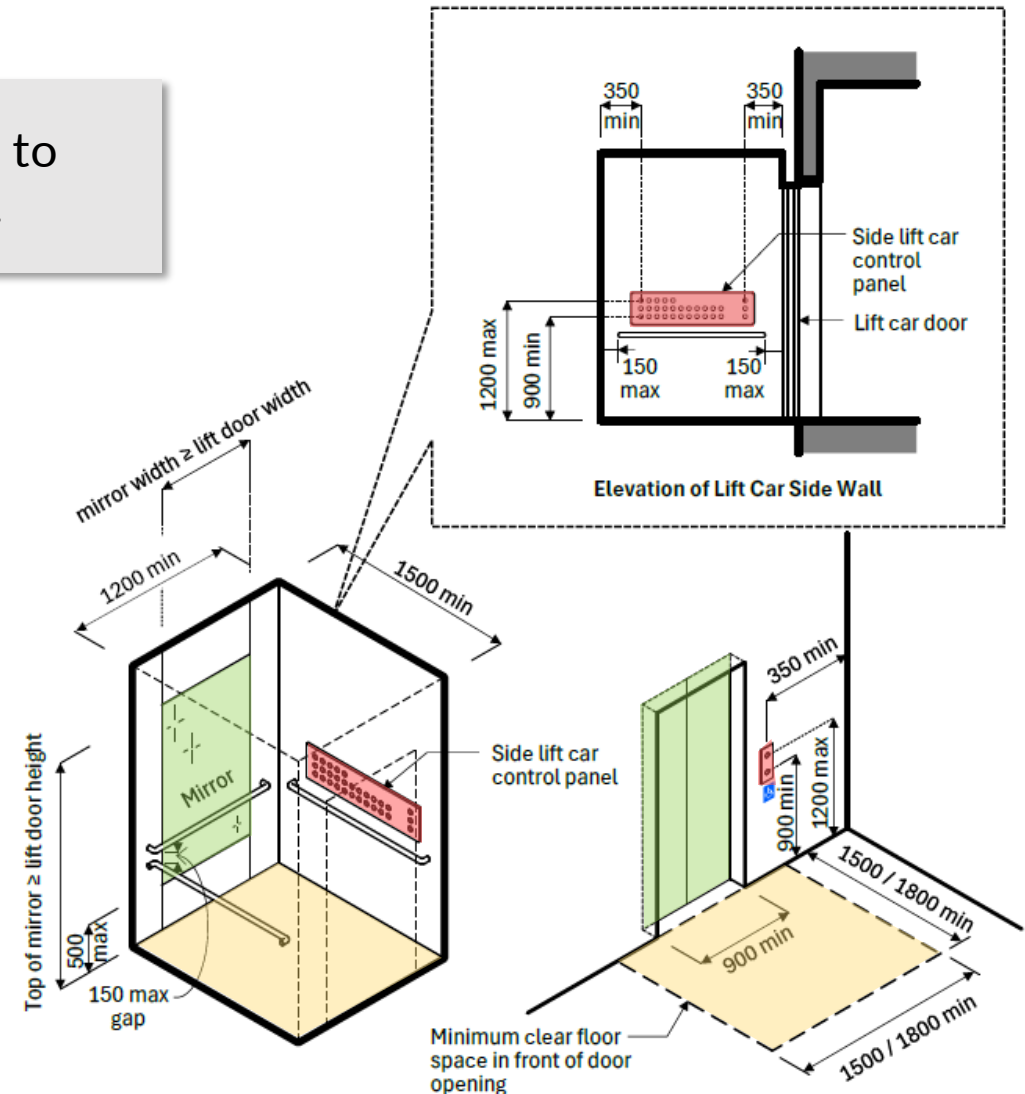 to
350
min
350
min
Side lift car
control
panel
Lift car door
1200 max
900 min
150
max
150
max
Elevation of Lift Car Side Wall
mirror width ≥ lift door width
1200 min
1500 min
Top of mirror ≥ lift door height
Mirror
500
max
150 max
gap
Side lift car
control panel
350 min
1200 max
900 min
1500 / 1800 min
900 min
1500 / 1800 min
Minimum clear floor
space in front of door
opening